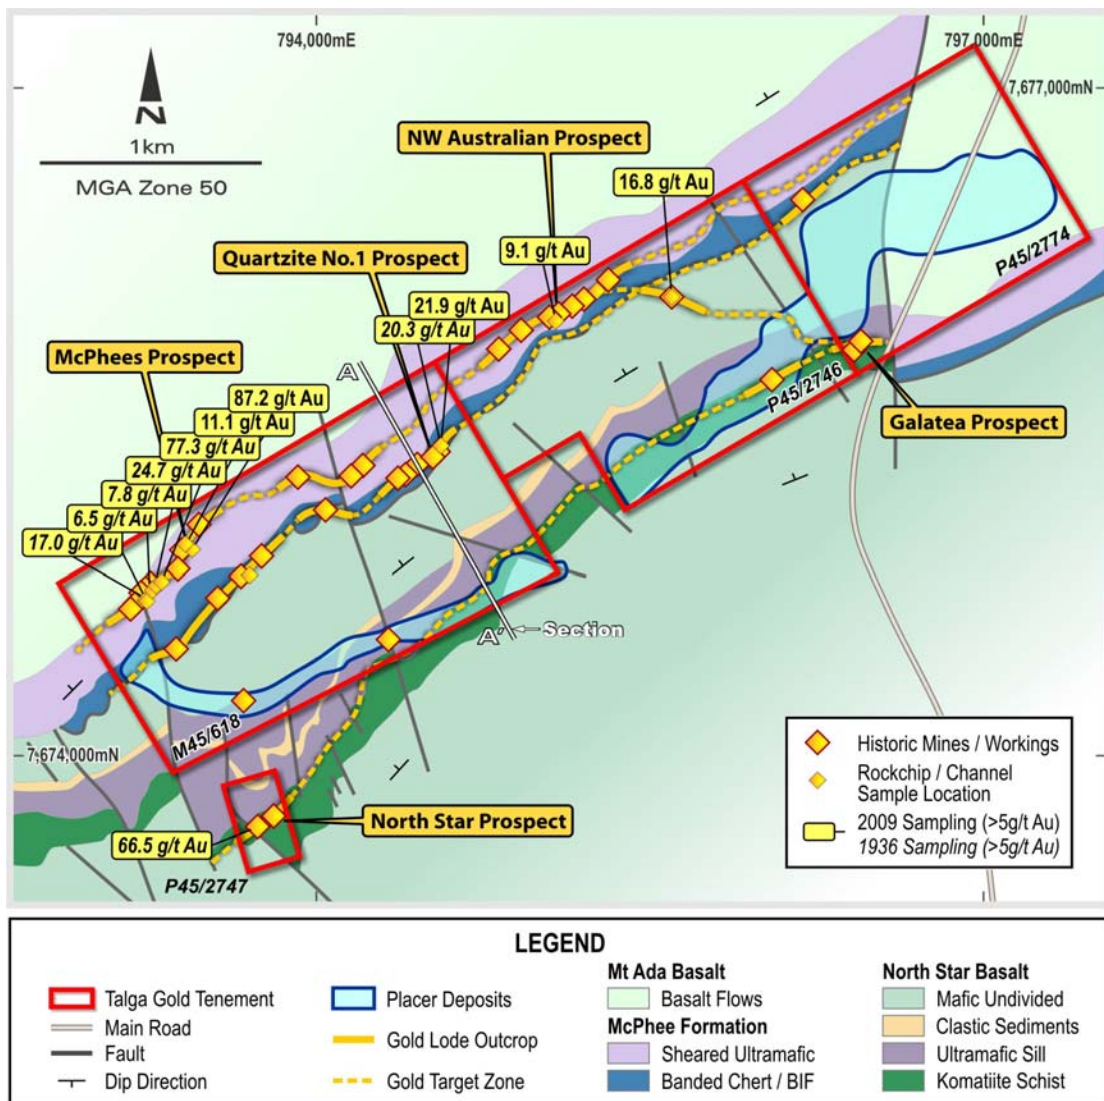 794,000mE
797,000mE
7,677,000mN
N
1km
MGA Zone 50
NW Australian Prospect
16.8 g/t Au
9.1 g/t Au
Quartzite No.1 Prospect
21.9 g/t Au
20.3 g/t Au
P45/2774
McPhees Prospect
A
87.2 g/t Au
11.1 g/t Au
77.3 g/t Au
24.7 g/t Au
7.8 g/t Au
6.5 g/t Au
17.0 g/t Au
P45/2746
Galatea Prospect
A' Section
M45/618
7,674,000mN
North Star Prospect
66.5 g/t Au
P45/2747
Historic Mines / Workings
Rockchip / Channel
Sample Location
2009 Sampling (>5g/t Au)
1936 Sampling (>5g/t Au)
LEGEND
Talga Gold Tenement
Main Road
Fault
Dip Direction
Placer Deposits
Gold Lode Outcrop
Gold Target Zone
Mt Ada Basalt
Basalt Flows
McPhee Formation
Sheared Ultramafic
Banded Chert / BIF
North Star Basalt
Mafic Undivided
Clastic Sediments
Ultramafic Sill
Komatiite Schist